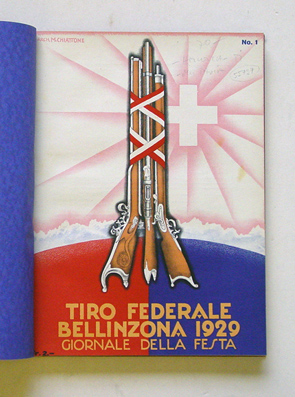 No. 1
TIRO FEDERALE
BELLINZONA 1929
GIORNALE DELLA FESTA